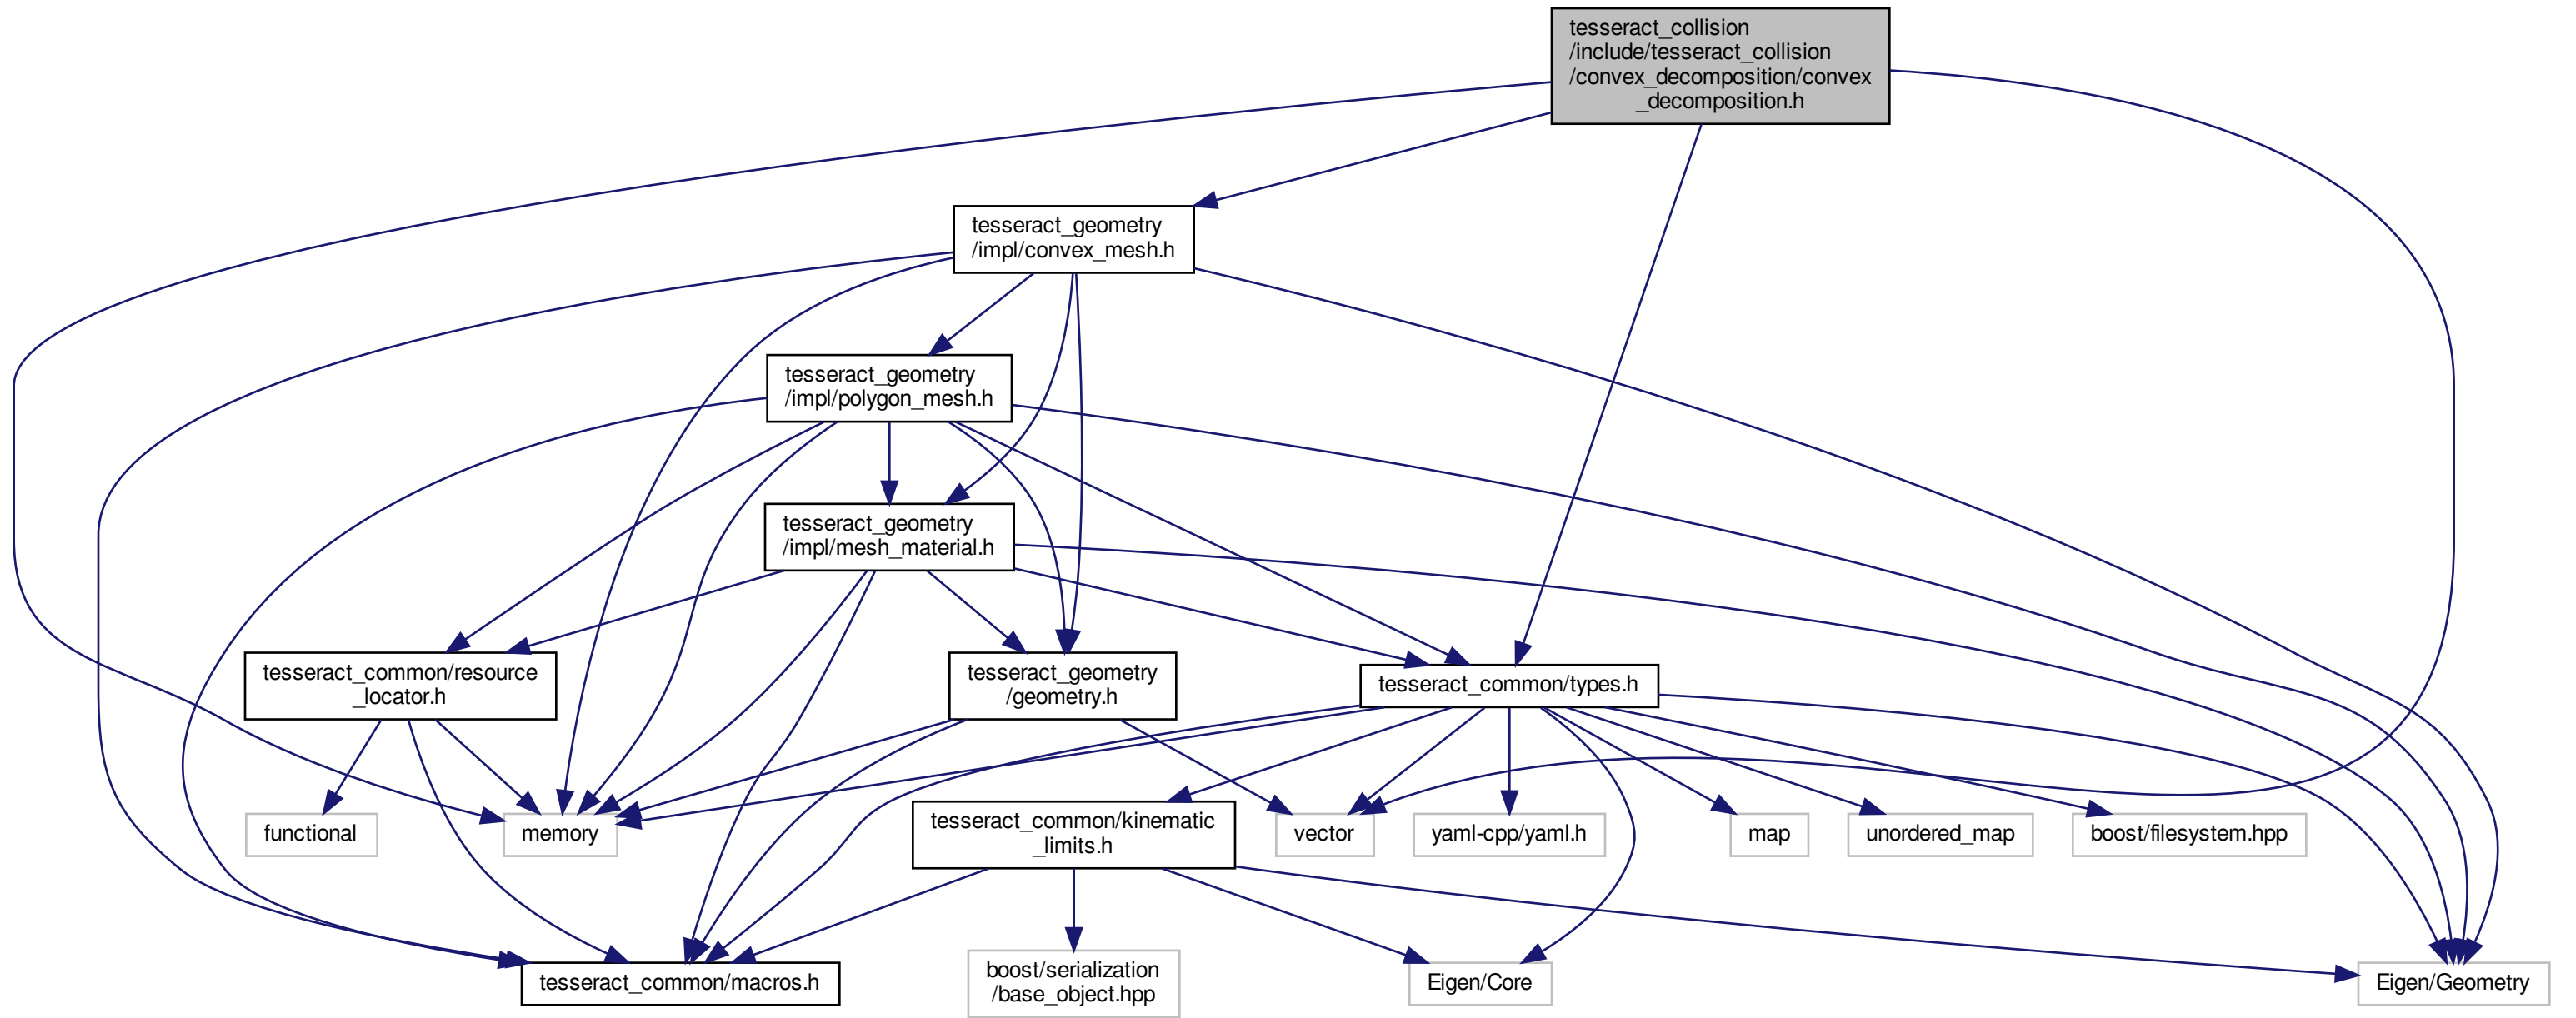 tesseract_collision
/include/tesseract_collision
/convex_decomposition/convex
_decomposition.h
tesseract_geometry
/impl/convex_mesh.h
tesseract_geometry
/impl/polygon_mesh.h
tesseract_geometry
/impl/mesh_material.h
tesseract_common/resource
_locator.h
tesseract_geometry
/geometry.h
tesseract_common/types.h
functional
memory
tesseract_common/kinematic
_limits.h
vector
yaml-cpp/yaml.h
map
unordered_map
boost/filesystem.hpp
tesseract_common/macros.h
boost/serialization
/base_object.hpp
Eigen/Core
Eigen/Geometry